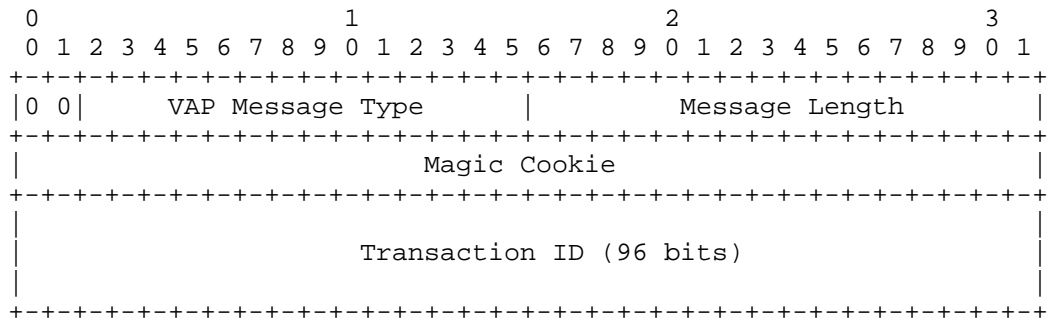 0                   1                   2                   3
 0 1 2 3 4 5 6 7 8 9 0 1 2 3 4 5 6 7 8 9 0 1 2 3 4 5 6 7 8 9 0 1
+-+-+-+-+-+-+-+-+-+-+-+-+-+-+-+-+-+-+-+-+-+-+-+-+-+-+-+-+-+-+-+-+
|0 0|     VAP Message Type      |         Message Length        |
+-+-+-+-+-+-+-+-+-+-+-+-+-+-+-+-+-+-+-+-+-+-+-+-+-+-+-+-+-+-+-+-+
|                         Magic Cookie                          |
+-+-+-+-+-+-+-+-+-+-+-+-+-+-+-+-+-+-+-+-+-+-+-+-+-+-+-+-+-+-+-+-+
|                                                               |
|                     Transaction ID (96 bits)                  |
|                                                               |
+-+-+-+-+-+-+-+-+-+-+-+-+-+-+-+-+-+-+-+-+-+-+-+-+-+-+-+-+-+-+-+-+